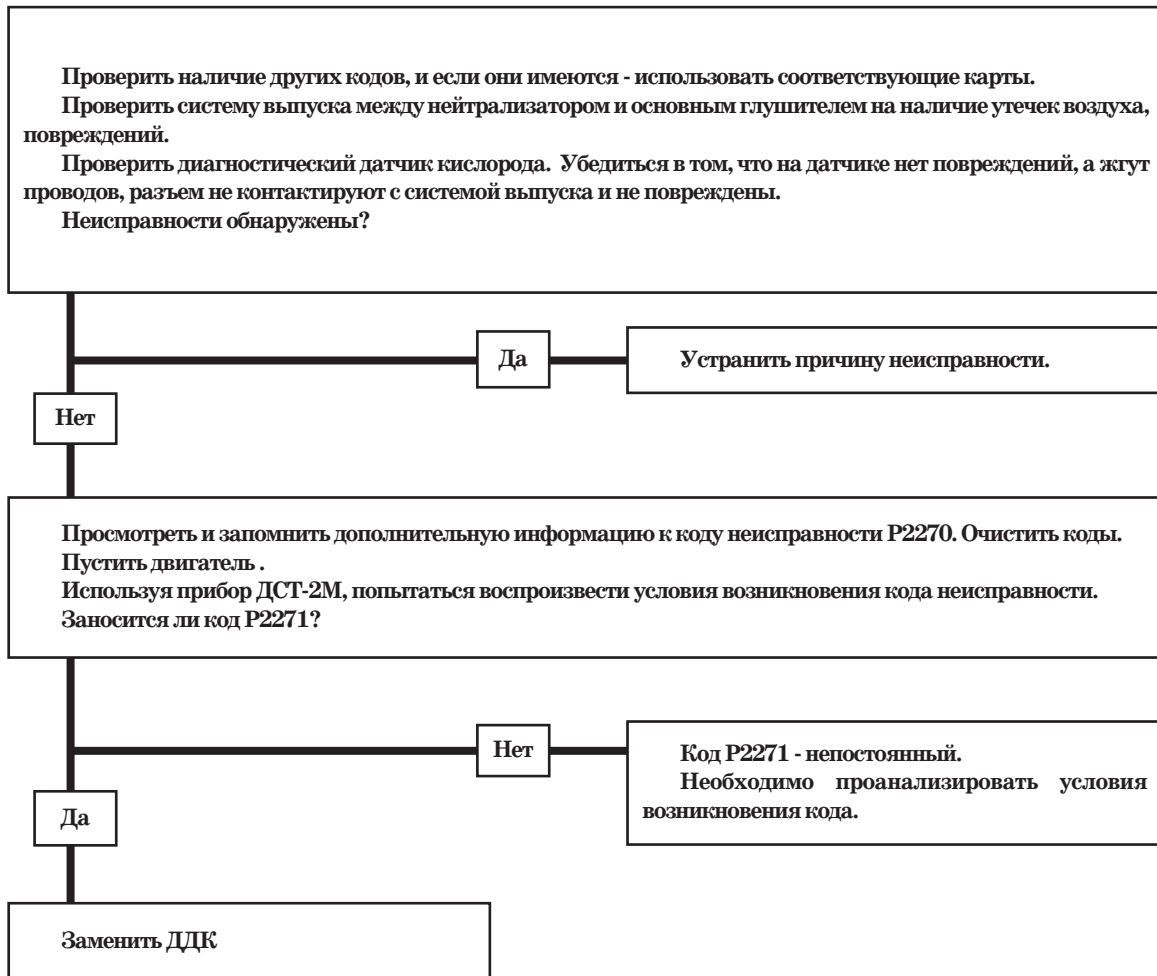 Проверить наличие других кодов, и если они имеются - использовать соответствующие карты.
Проверить систему выпуска между нейтрализатором и основным глушителем на наличие утечек воздуха,
повреждений.
Проверить диагностический датчик кислорода. Убедиться в том, что на датчике нет повреждений, а жгут
проводов, разъем не контактируют с системой выпуска и не повреждены.
Неисправности обнаружены?
Да
Устранить причину неисправности.
Нет
Просмотреть и запомнить дополнительную информацию к коду неисправности P2270. Очистить коды.
Пустить двигатель .
Используя прибор ДСТ-2М, попытаться воспроизвести условия возникновения кода неисправности.
Заносится ли код P2271?
Нет
Код P2271 - непостоянный.
Необходимо проанализировать условия
возникновения кода.
Да
Заменить ДДК